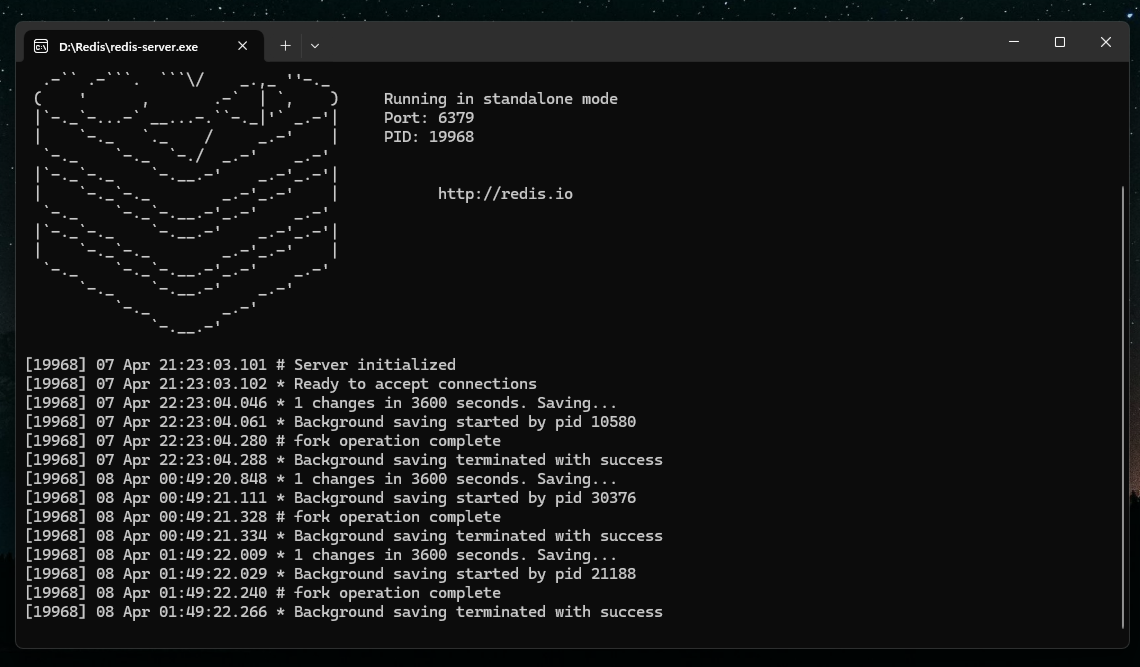 D:\Redis\redis-server.exe
Running in standalone mode
Port: 6379
PID: 19968
http://redis.io
[19968] 07 Apr 21:23:03.101 # Server initialized
[19968] 07 Apr 21:23:03.102 * Ready to accept connections
[19968] 07 Apr 22:23:04.046 * 1 changes in 3600 seconds. Saving...
[19968] 07 Apr 22:23:04.061 * Background saving started by pid 10580
[19968] 07 Apr 22:23:04.280 # fork operation complete
[19968] 07 Apr 22:23:04.288 * Background saving terminated with success
[19968] 08 Apr 00:49:20.848 * 1 changes in 3600 seconds. Saving...
[19968] 08 Apr 00:49:21.111 * Background saving started by pid 30376
[19968] 08 Apr 00:49:21.328 # fork operation complete
[19968] 08 Apr 00:49:21.334 * Background saving terminated with success
[19968] 08 Apr 01:49:22.009 * 1 changes in 3600 seconds. Saving...
[19968] 08 Apr 01:49:22.029 * Background saving started by pid 21188
[19968] 08 Apr 01:49:22.240 # fork operation complete
[19968] 08 Apr 01:49:22.266 * Background saving terminated with success